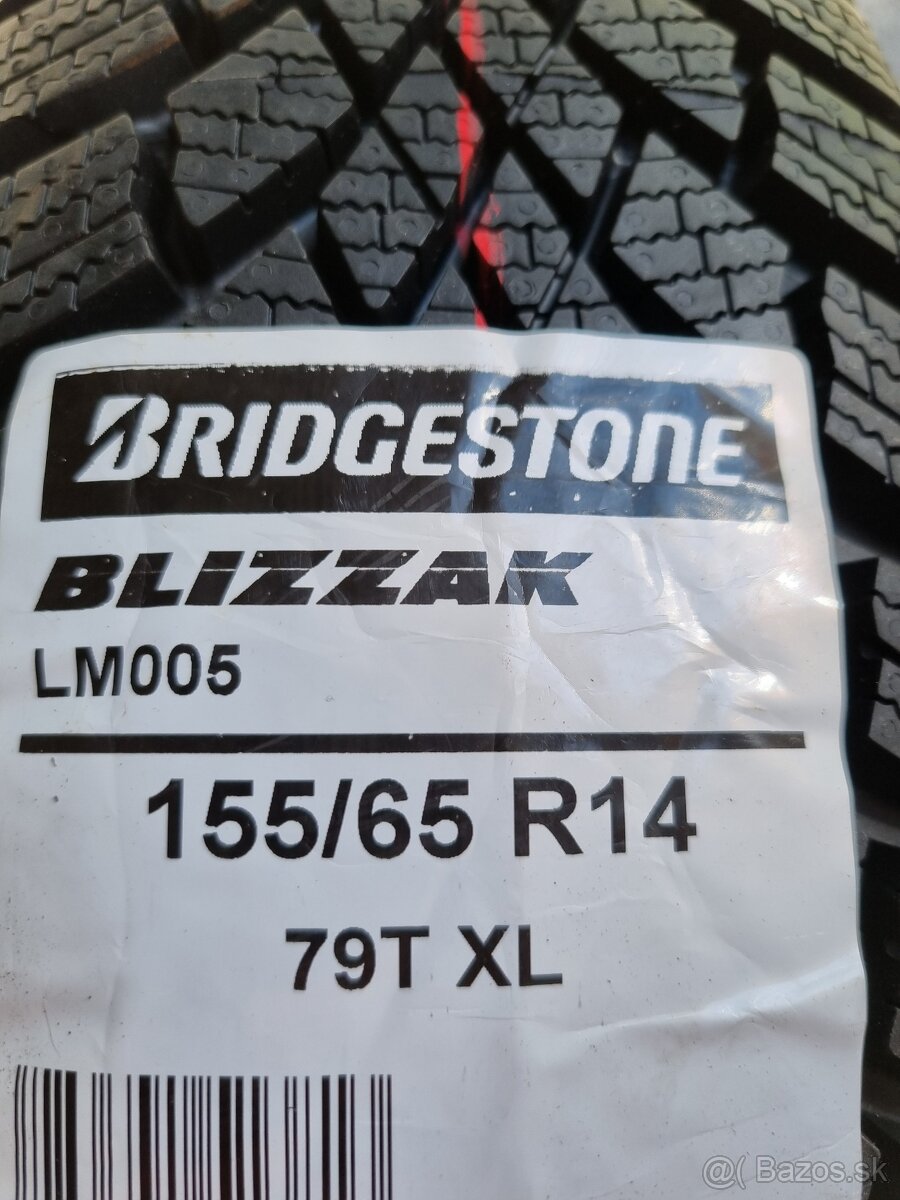 BRIDGESTONE
BLIZZAK
LM005
155/65 R14
79T XL
@( Bazos.sk